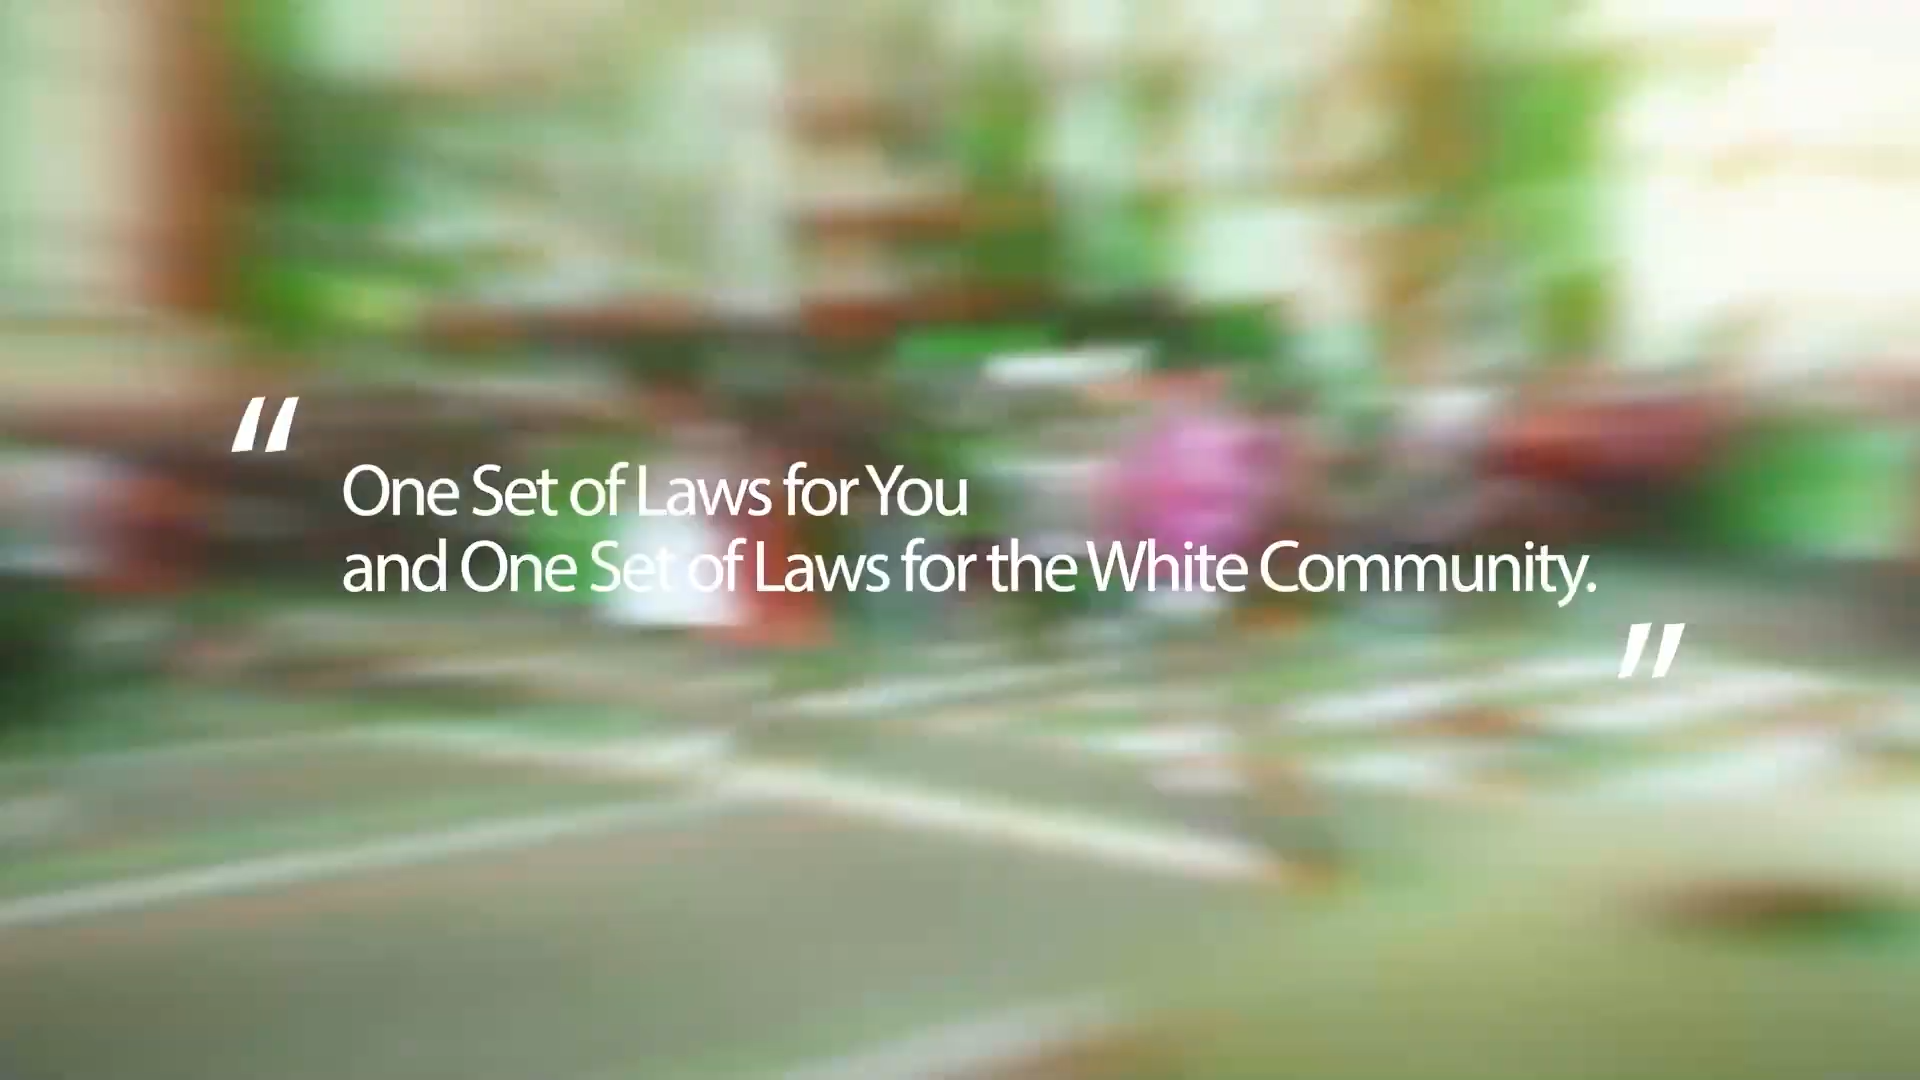 “
One Set of Laws for You
and One Set of Laws for the White Community.
”